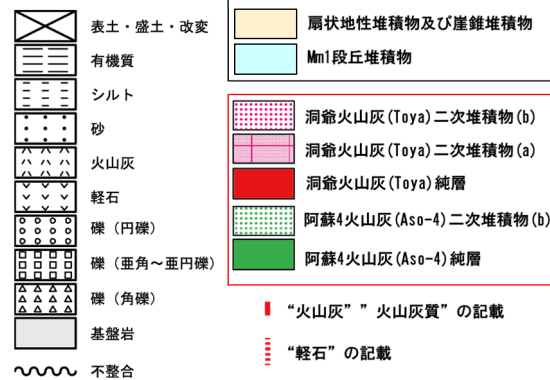 表土・盛土・改変
有機質
シルト
砂
火山灰
軽石
礫（円礫）
礫（亜角～亜円礫）
礫（角礫）
基盤岩
不整合
扇状地性堆積物及び崖錐堆積物
Mm1段丘堆積物
洞爺火山灰(Toya)二次堆積物(b)
洞爺火山灰(Toya)二次堆積物(a)
洞爺火山灰(Toya)純層
阿蘇4火山灰(Aso-4)二次堆積物(b)
阿蘇4火山灰(Aso-4)純層
“火山灰””火山灰質”の記載
“軽石”の記載